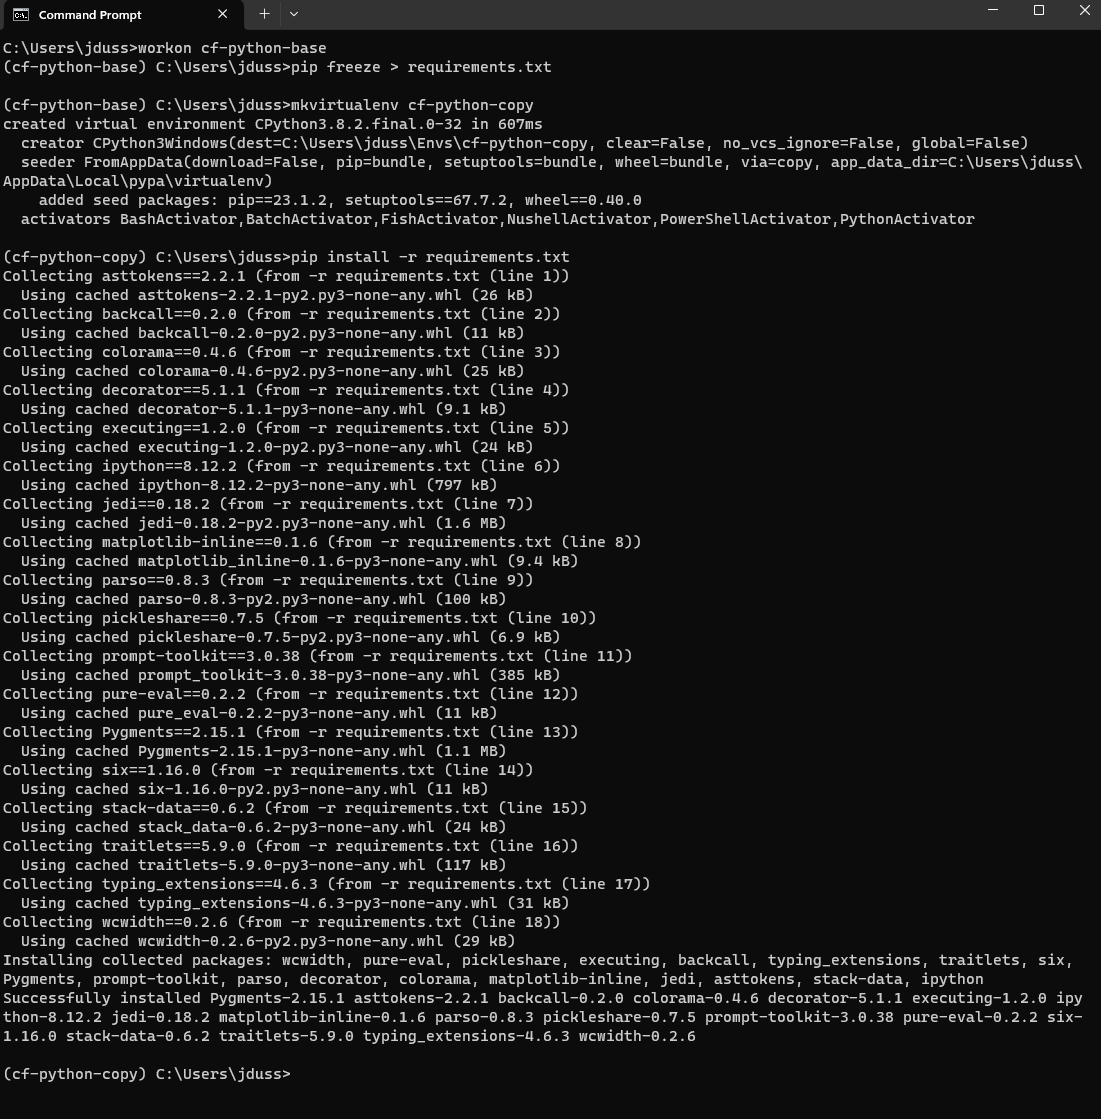 Command Prompt
C:\Users\jduss>workon cf-python-base
(cf-python-base) C:\Users\jduss>pip freeze > requirements.txt
(cf-python-base) C:\Users\jduss>mkvirtualenv cf-python-copy
created virtual environment CPython3.8.2.final.0-32 in 607ms
  creator CPython3Windows(dest=C:\Users\jduss\Envs\cf-python-copy, clear=False, no_vcs_ignore=False, global=False)
  seeder FromAppData(download=False, pip=bundle, setuptools=bundle, wheel=bundle, via=copy, app_data_dir=C:\Users\jduss\
AppData\Local\pypa\virtualenv)
    added seed packages: pip==23.1.2, setuptools==67.7.2, wheel==0.40.0
  activators BashActivator,BatchActivator,FishActivator,NushellActivator,PowerShellActivator,PythonActivator
(cf-python-copy) C:\Users\jduss>pip install -r requirements.txt
Collecting asttokens==2.2.1 (from -r requirements.txt (line 1))
  Using cached asttokens-2.2.1-py2.py3-none-any.whl (26 kB)
Collecting backcall==0.2.0 (from -r requirements.txt (line 2))
  Using cached backcall-0.2.0-py2.py3-none-any.whl (11 kB)
Collecting colorama==0.4.6 (from -r requirements.txt (line 3))
  Using cached colorama-0.4.6-py2.py3-none-any.whl (25 kB)
Collecting decorator==5.1.1 (from -r requirements.txt (line 4))
  Using cached decorator-5.1.1-py3-none-any.whl (9.1 kB)
Collecting executing==1.2.0 (from -r requirements.txt (line 5))
  Using cached executing-1.2.0-py2.py3-none-any.whl (24 kB)
Collecting ipython==8.12.2 (from -r requirements.txt (line 6))
  Using cached ipython-8.12.2-py3-none-any.whl (797 kB)
Collecting jedi==0.18.2 (from -r requirements.txt (line 7))
  Using cached jedi-0.18.2-py2.py3-none-any.whl (1.6 MB)
Collecting matplotlib-inline==0.1.6 (from -r requirements.txt (line 8))
  Using cached matplotlib_inline-0.1.6-py3-none-any.whl (9.4 kB)
Collecting parso==0.8.3 (from -r requirements.txt (line 9))
  Using cached parso-0.8.3-py2.py3-none-any.whl (100 kB)
Collecting pickleshare==0.7.5 (from -r requirements.txt (line 10))
  Using cached pickleshare-0.7.5-py2.py3-none-any.whl (6.9 kB)
Collecting prompt-toolkit==3.0.38 (from -r requirements.txt (line 11))
  Using cached prompt_toolkit-3.0.38-py3-none-any.whl (385 kB)
Collecting pure-eval==0.2.2 (from -r requirements.txt (line 12))
  Using cached pure_eval-0.2.2-py3-none-any.whl (11 kB)
Collecting Pygments==2.15.1 (from -r requirements.txt (line 13))
  Using cached Pygments-2.15.1-py3-none-any.whl (1.1 MB)
Collecting six==1.16.0 (from -r requirements.txt (line 14))
  Using cached six-1.16.0-py2.py3-none-any.whl (11 kB)
Collecting stack-data==0.6.2 (from -r requirements.txt (line 15))
  Using cached stack_data-0.6.2-py3-none-any.whl (24 kB)
Collecting traitlets==5.9.0 (from -r requirements.txt (line 16))
  Using cached traitlets-5.9.0-py3-none-any.whl (117 kB)
Collecting typing_extensions==4.6.3 (from -r requirements.txt (line 17))
  Using cached typing_extensions-4.6.3-py3-none-any.whl (31 kB)
Collecting wcwidth==0.2.6 (from -r requirements.txt (line 18))
  Using cached wcwidth-0.2.6-py2.py3-none-any.whl (29 kB)
Installing collected packages: wcwidth, pure-eval, pickleshare, executing, backcall, typing_extensions, traitlets, six,
Pygments, prompt-toolkit, parso, decorator, colorama, matplotlib-inline, jedi, asttokens, stack-data, ipython
Successfully installed Pygments-2.15.1 asttokens-2.2.1 backcall-0.2.0 colorama-0.4.6 decorator-5.1.1 executing-1.2.0 ipy
thon-8.12.2 jedi-0.18.2 matplotlib-inline-0.1.6 parso-0.8.3 pickleshare-0.7.5 prompt-toolkit-3.0.38 pure-eval-0.2.2 six-
1.16.0 stack-data-0.6.2 traitlets-5.9.0 typing_extensions-4.6.3 wcwidth-0.2.6
(cf-python-copy) C:\Users\jduss>